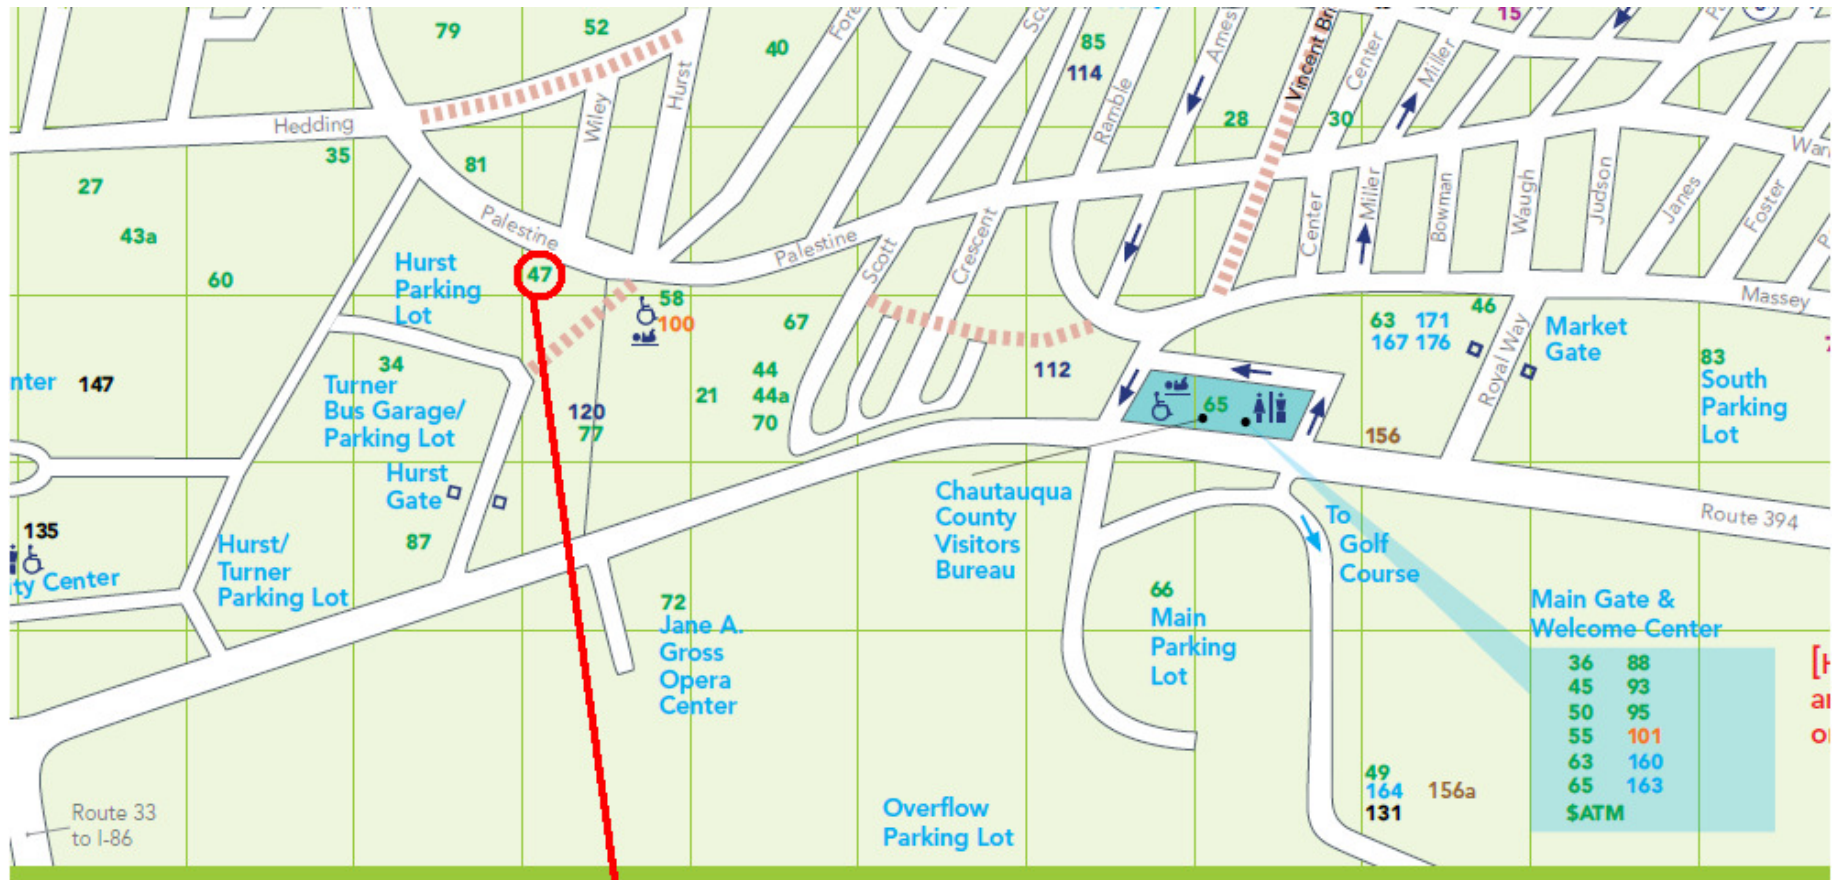 79
52
40
Fore
Sco
85
114
Ames
Vincent Br
Center
Miller
15
Hurst
Wiley
Ramble
28
30
Hedding
35
81
27
43a
60
Palestine
Palestine
Scott
Crescent
Center
Miller
Bowman
Waugh
Judson
Janes
Foster
Massey
Hurst
Parking
Lot
47
58
100
67
63 171
167 176
46
Royal Way
Market
Gate
83
South
Parking
Lot
nter 147
34
Turner
Bus Garage/
Parking Lot
120
77
21
44
44a
70
112
65
156
Hurst
Gate
87
135
ty Center
Hurst/
Turner
Parking Lot
Chautauqua
County
Visitors
Bureau
To
Golf
Course
Route 394
72
Jane A.
Gross
Opera
Center
66
Main
Parking
Lot
Main Gate &
Welcome Center
36 88
45 93
50 95
55 101
63 160
65 163
$ATM
49
164
131
156a
Overflow
Parking Lot
Route 33
to I-86